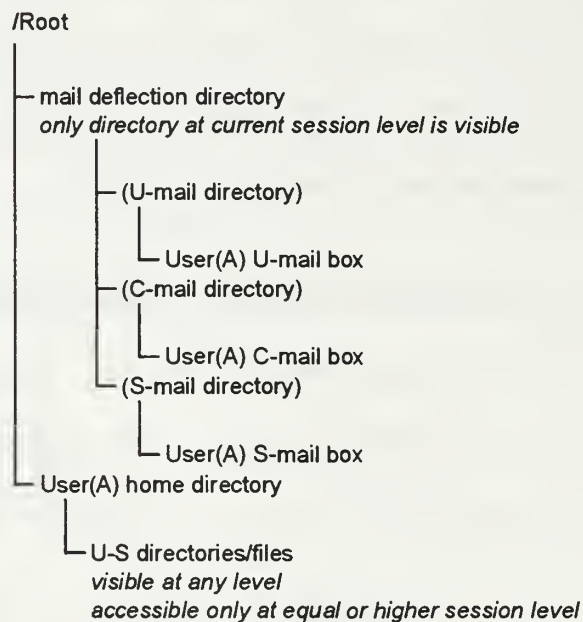 /Root
mail deflection directory
only directory at current session level is visible
(U-mail directory)
User(A) U-mail box
(C-mail directory)
User(A) C-mail box
(S-mail directory)
User(A) S-mail box
User(A) home directory
U-S directories/files
visible at any level
accessible only at equal or higher session level